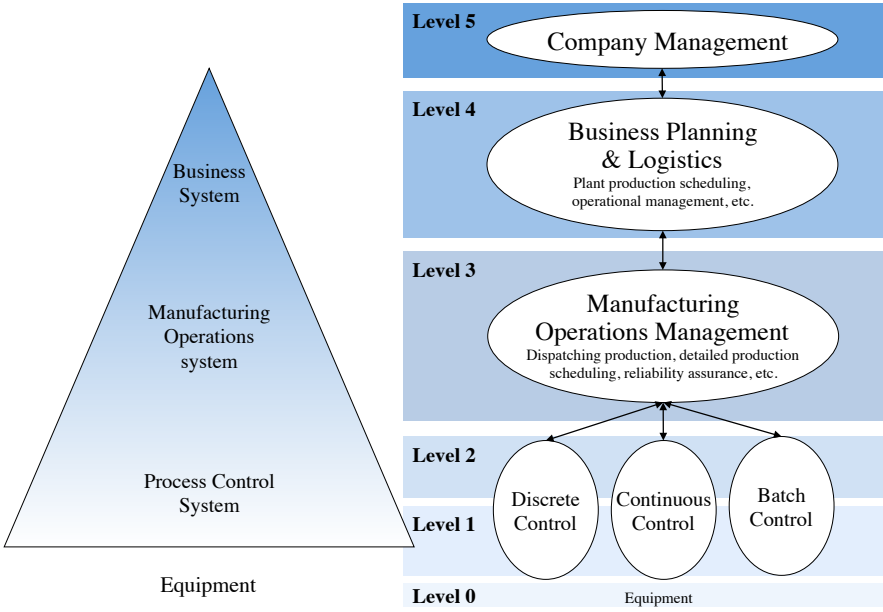 Business
System
Manufacturing
Operations
system
Process Control
System
Equipment
Level 5
Company Management
Level 4
Business Planning
& Logistics
Plant production scheduling,
operational management, etc.
Level 3
Manufacturing
Operations Management
Dispatching production, detailed production
scheduling, reliability assurance, etc.
Level 2
Discrete
Control
Continuous
Control
Batch
Control
Level 1
Level 0
Equipment